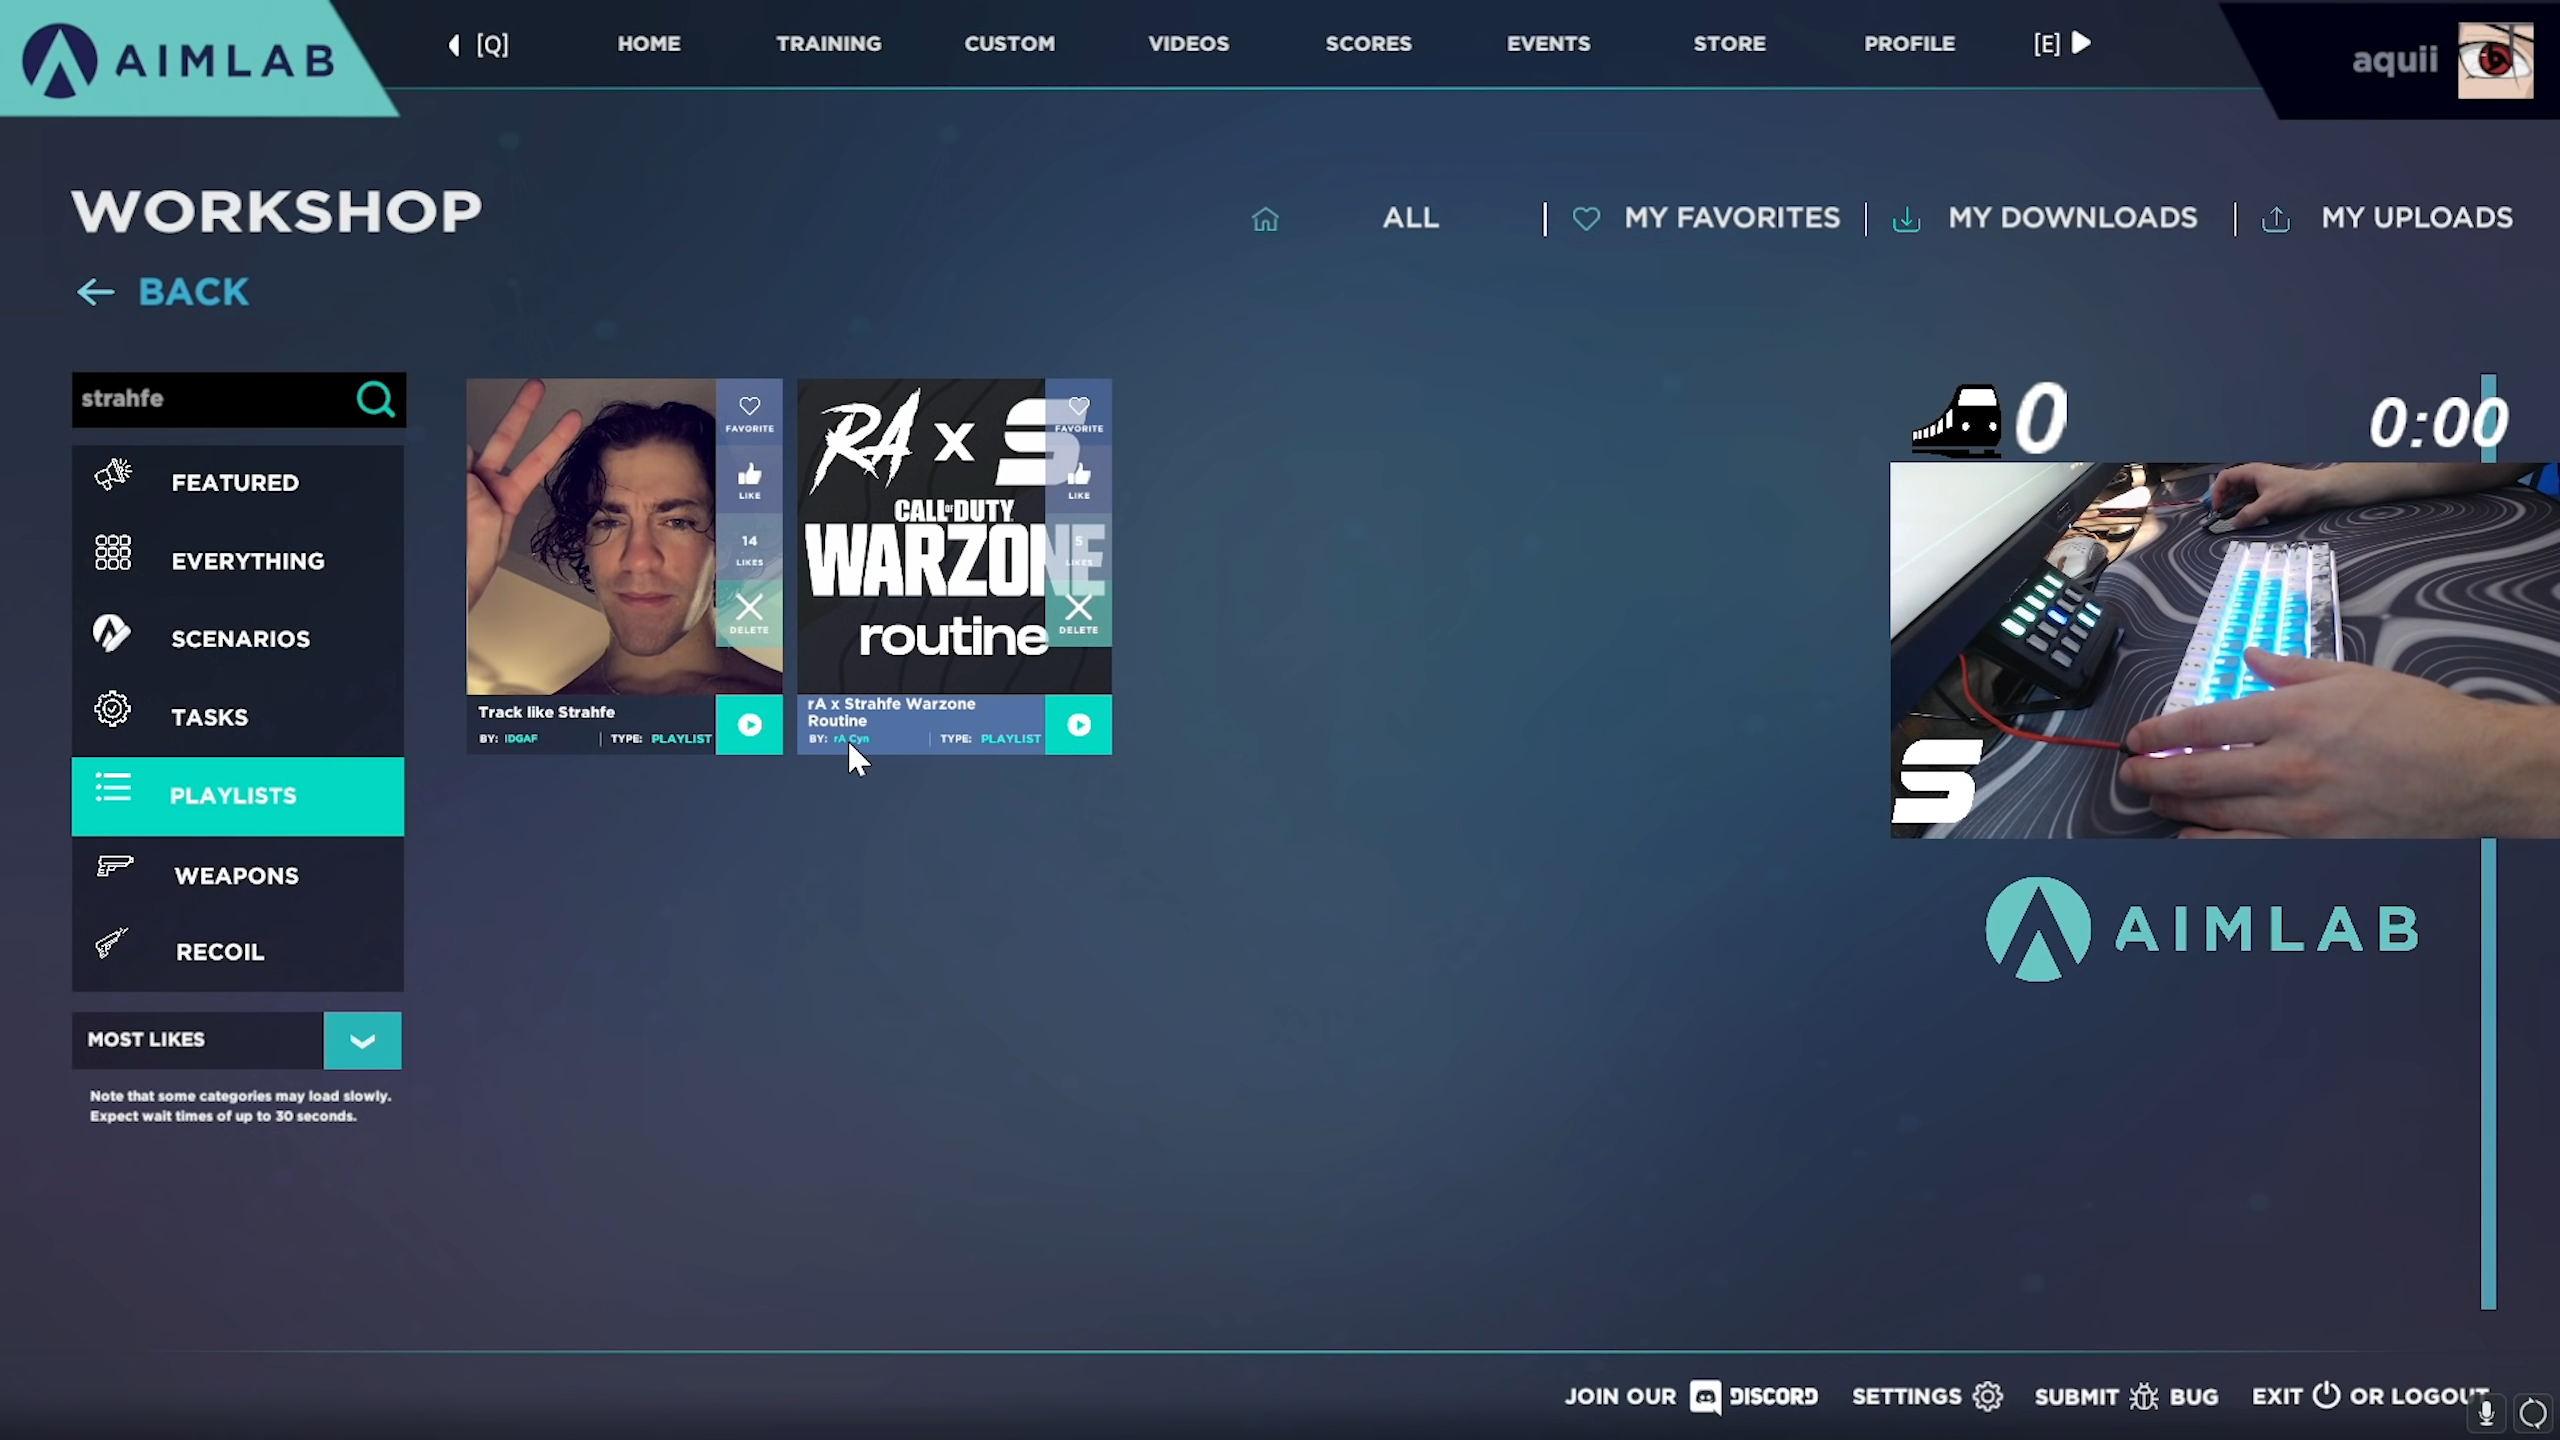 AIMLAB
[Q]
HOME
TRAINING
CUSTOM
VIDEOS
SCORES
EVENTS
STORE
PROFILE
[E]
aquii
WORKSHOP
ALL
MY FAVORITES
MY DOWNLOADS
MY UPLOADS
BACK
strahfe
FEATURED
EVERYTHING
SCENARIOS
TASKS
PLAYLISTS
WEAPONS
RECOIL
MOST LIKES
Note that some categories may load slowly.
Expect wait times of up to 30 seconds.
FAVORITE
LIKE
14
LIKES
DELETE
Track like Strahfe
BY: IDGAF | TYPE: PLAYLIST
RA x S
CALL OF DUTY
WARZONE
routine
FAVORITE
LIKE
5
LIKES
DELETE
rA x Strahfe Warzone
Routine
BY: rA Cyn | TYPE: PLAYLIST
0
0:00
S
AIMLAB
JOIN OUR DISCORD
SETTINGS
SUBMIT BUG
EXIT OR LOGOUT